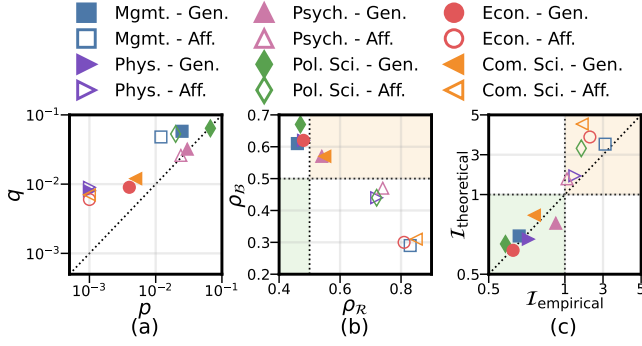 Mgmt. - Gen. Psych. - Gen. Econ. - Gen.
Mgmt. - Aff. Psych. - Aff. Econ. - Aff.
Phys. - Gen. Pol. Sci. - Gen. Com. Sci. - Gen.
Phys. - Aff. Pol. Sci. - Aff. Com. Sci. - Aff.
q
10⁻¹
10⁻²
10⁻³
10⁻³ 10⁻² 10⁻¹
p
(a)
ρ_ℬ
0.7
0.6
0.5
0.4
0.3
0.2
0.4 0.6 0.8
ρ_ℛ
(b)
ℐ_theoretical
5
3
1
0.5
0.5 1 3 5
ℐ_empirical
(c)